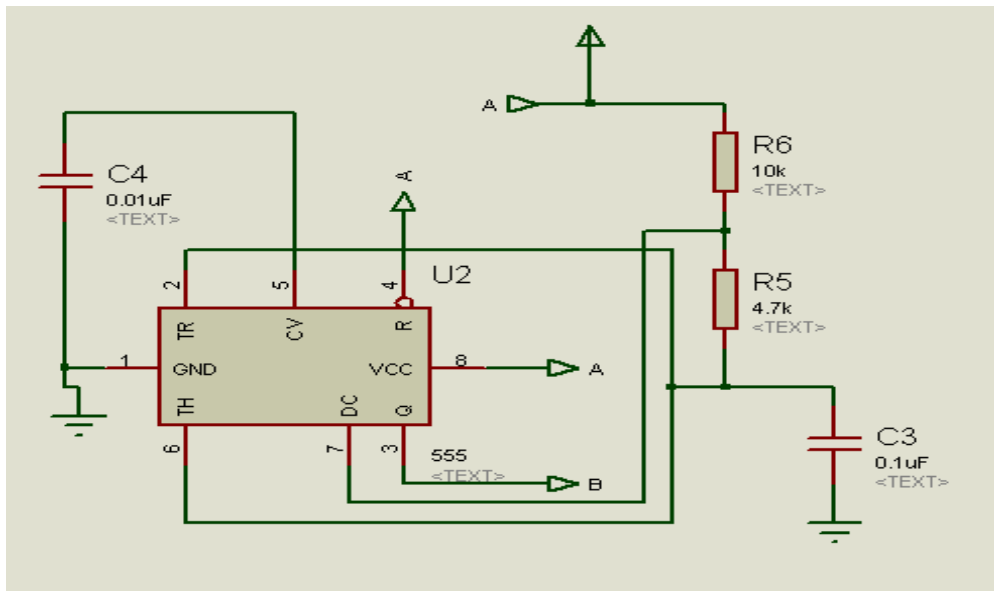 A
R6
10k
<TEXT>
C4
0.01uF
<TEXT>
A
U2
2
5
4
TR
CV
R
R5
4.7k
<TEXT>
1
GND
VCC
8
A
TH
DC
Q
6
7
3
555
<TEXT>
B
C3
0.1uF
<TEXT>